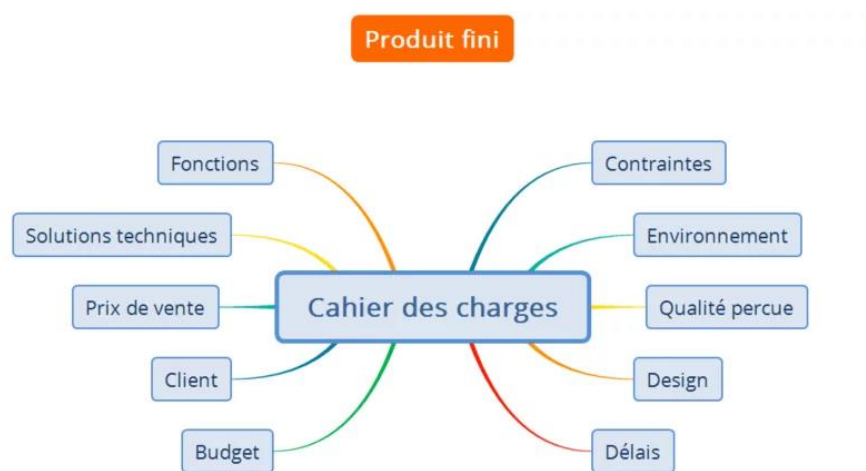 Produit fini
Fonctions
Solutions techniques
Prix de vente
Client
Budget
Cahier des charges
Contraintes
Environnement
Qualité percue
Design
Délais